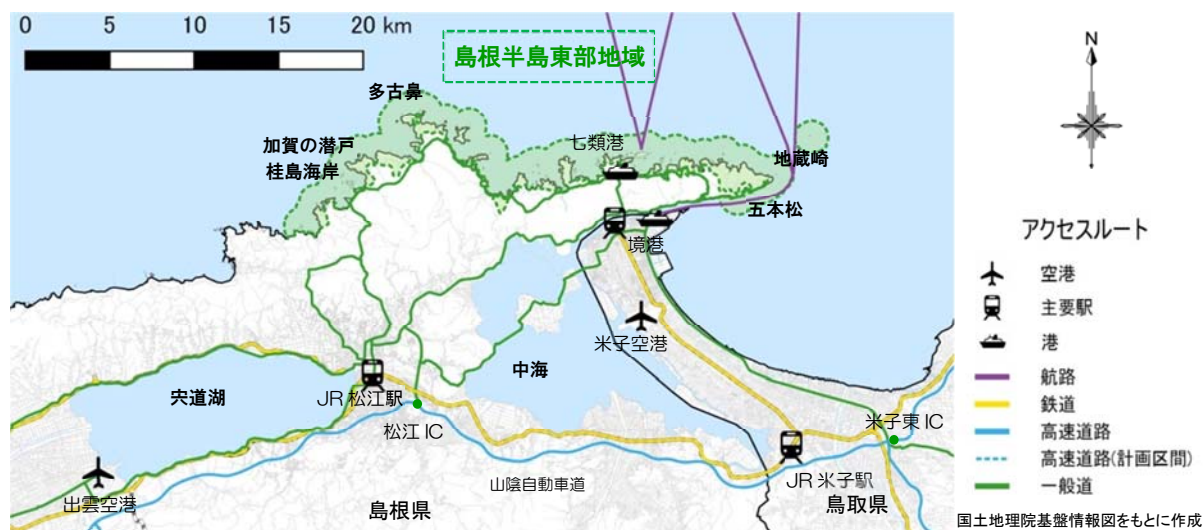 0 5 10 15 20 km
島根半島東部地域
多古鼻
加賀の潜戸
桂島海岸
七類港
地蔵崎
五本松
境港
米子空港
中海
宍道湖
JR 松江駅
松江 IC
米子東 IC
出雲空港
島根県
山陰自動車道
JR 米子駅
鳥取県
N
アクセスルート
空港
主要駅
港
航路
鉄道
高速道路
高速道路(計画区間)
一般道
国土地理院基盤情報図をもとに作成